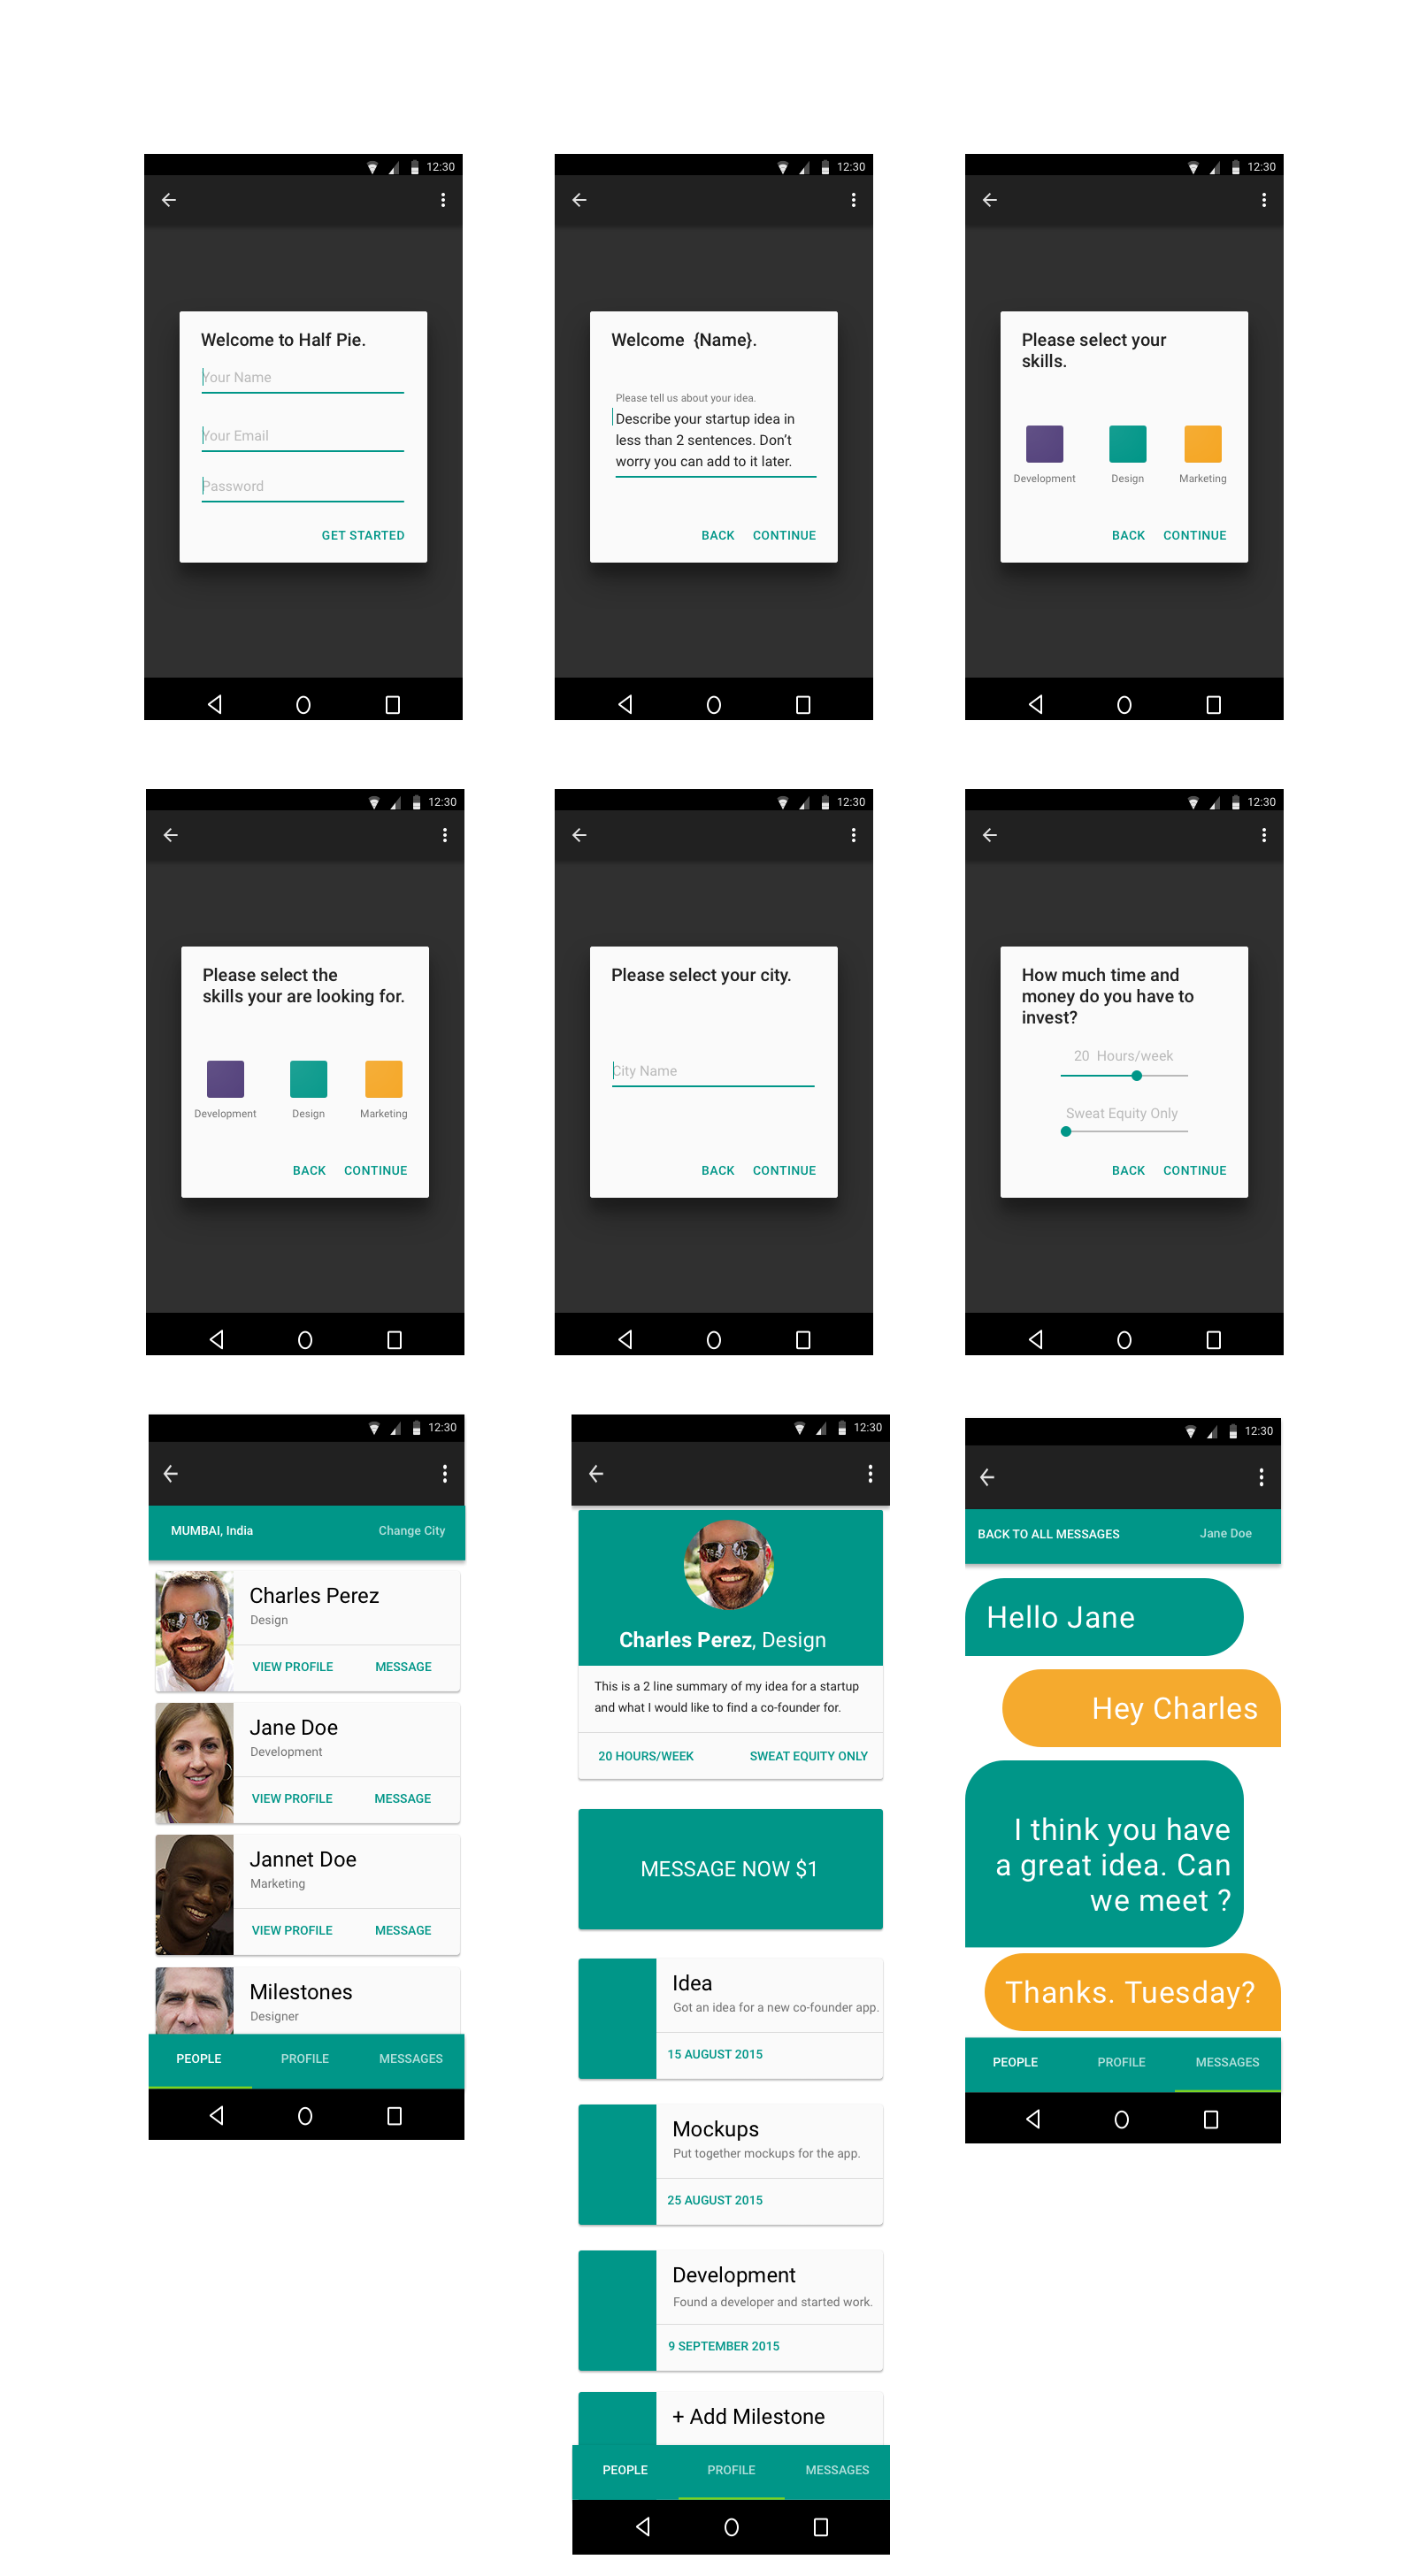 12:30
Welcome to Half Pie.
Your Name
Your Email
Password
GET STARTED
12:30
Welcome {Name}.
Please tell us about your idea.
Describe your startup idea in
less than 2 sentences. Don't
worry you can add to it later.
BACK CONTINUE
12:30
Please select your
skills.
Development Design Marketing
BACK CONTINUE
12:30
Please select the
skills your are looking for.
Development Design Marketing
BACK CONTINUE
12:30
Please select your city.
City Name
BACK CONTINUE
12:30
How much time and
money do you have to
invest?
20 Hours/week
Sweat Equity Only
BACK CONTINUE
12:30
MUMBAI, India Change City
Charles Perez
Design
VIEW PROFILE MESSAGE
Jane Doe
Development
VIEW PROFILE MESSAGE
Jannet Doe
Marketing
VIEW PROFILE MESSAGE
Milestones
Designer
PEOPLE PROFILE MESSAGES
12:30
Charles Perez, Design
This is a 2 line summary of my idea for a startup
and what I would like to find a co-founder for.
20 HOURS/WEEK SWEAT EQUITY ONLY
MESSAGE NOW $1
Idea
Got an idea for a new co-founder app.
15 AUGUST 2015
Mockups
Put together mockups for the app.
25 AUGUST 2015
Development
Found a developer and started work.
9 SEPTEMBER 2015
+ Add Milestone
PEOPLE PROFILE MESSAGES
12:30
BACK TO ALL MESSAGES Jane Doe
Hello Jane
Hey Charles
I think you have
a great idea. Can
we meet ?
Thanks. Tuesday?
PEOPLE PROFILE MESSAGES